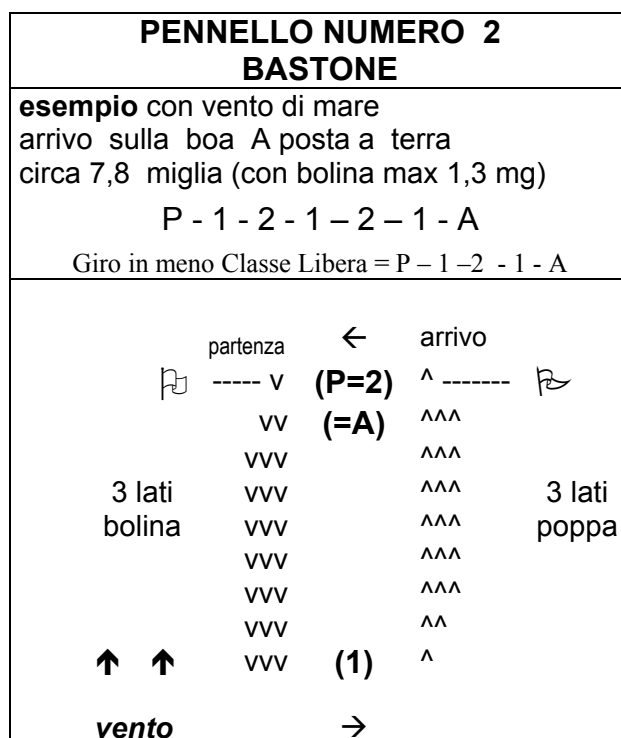 PENNELLO NUMERO 2
BASTONE
esempio con vento di mare
arrivo sulla boa A posta a terra
circa 7,8 miglia (con bolina max 1,3 mg)
P - 1 - 2 - 1 – 2 – 1 - A
Giro in meno Classe Libera = P – 1 –2 - 1 - A
partenza ← arrivo
----- v (P=2) ^ -------
vv (=A) ^^^
vvv ^^^
3 lati vvv ^^^ 3 lati
bolina vvv ^^^ poppa
vvv ^^^
vvv ^^^
vvv ^^
↑ ↑ vvv (1) ^
vento →